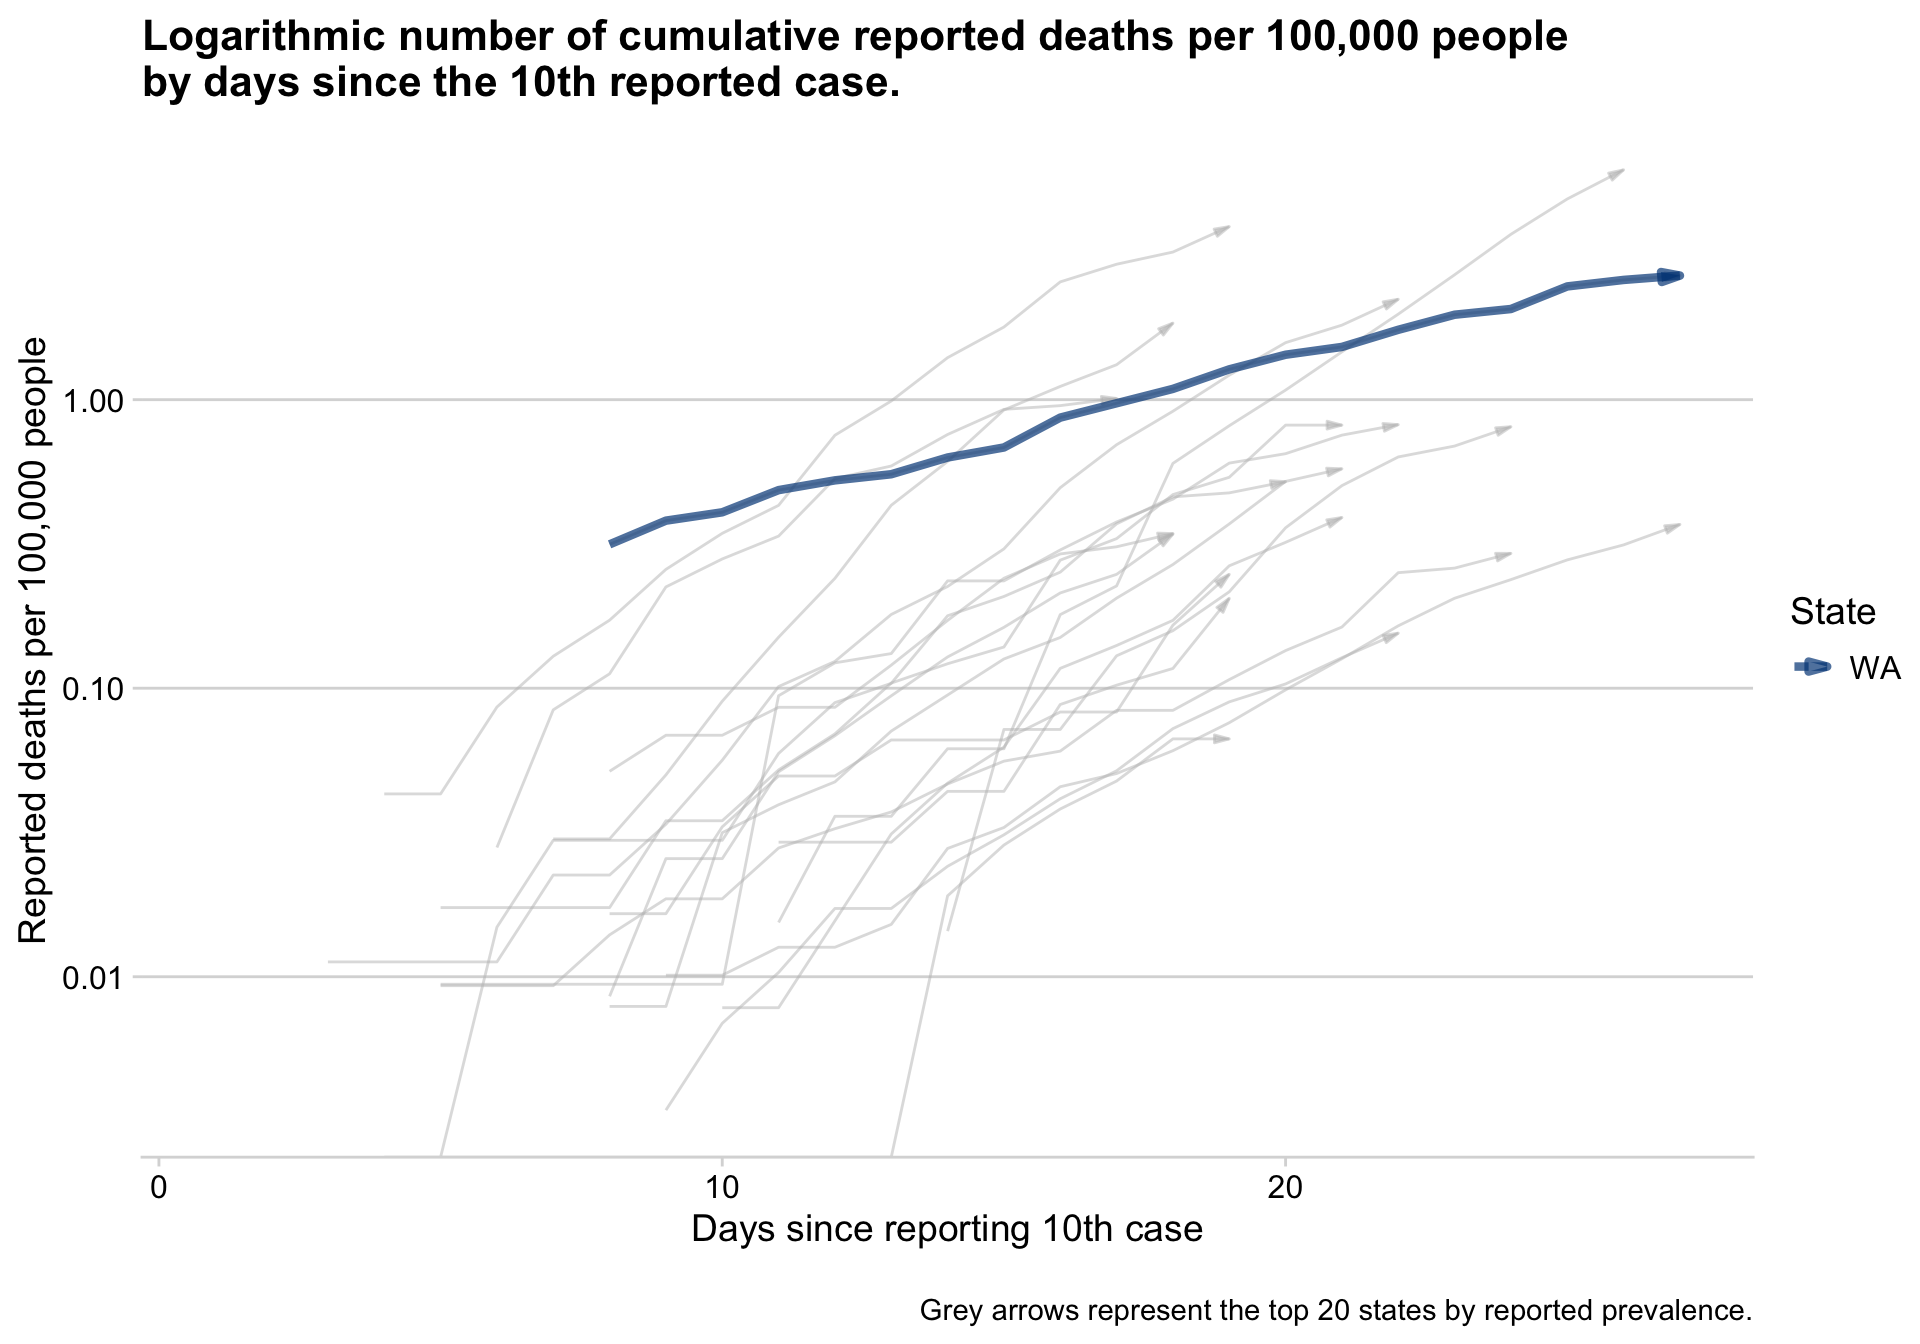 Logarithmic number of cumulative reported deaths per 100,000 people
by days since the 10th reported case.
Reported deaths per 100,000 people
1.00
0.10
0.01
0
10
20
Days since reporting 10th case
State
WA
Grey arrows represent the top 20 states by reported prevalence.